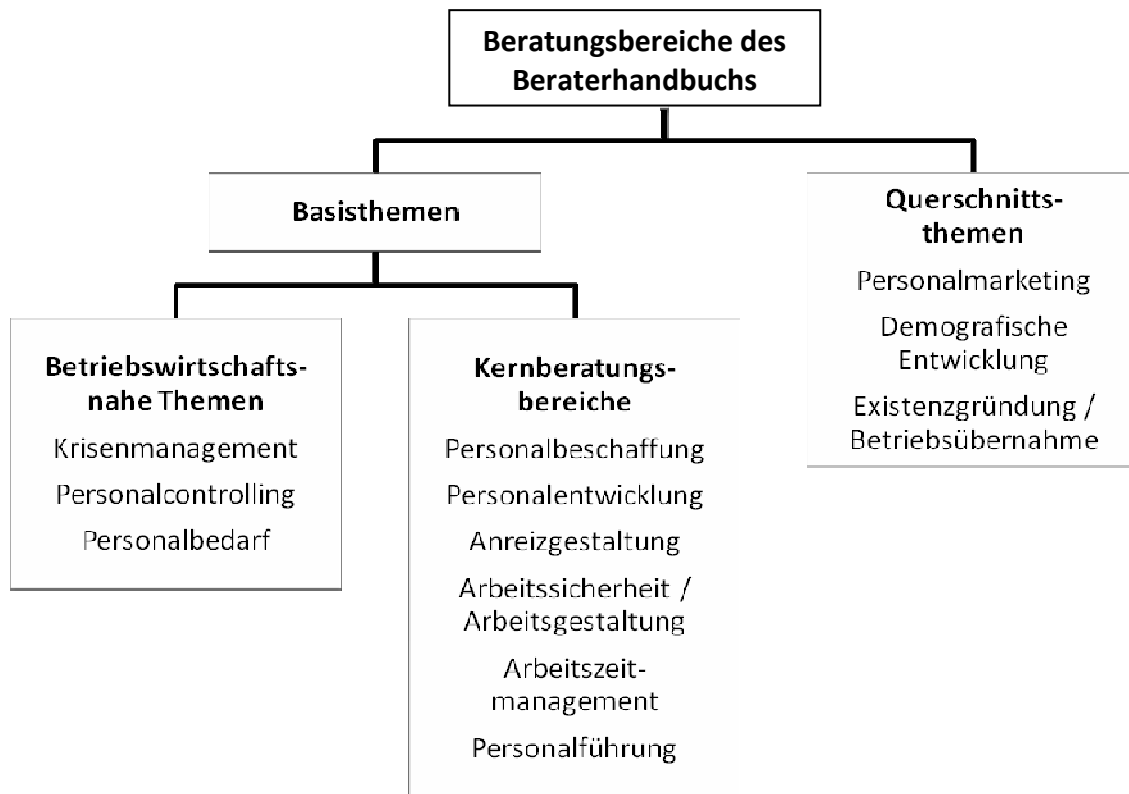 Beratungsbereiche des
Beraterhandbuchs
Basisthemen
Betriebswirtschafts-
nahe Themen
Krisenmanagement
Personalcontrolling
Personalbedarf
Kernberatungs-
bereiche
Personalbeschaffung
Personalentwicklung
Anreizgestaltung
Arbeitssicherheit /
Arbeitsgestaltung
Arbeitszeit-
management
Personalführung
Querschnitts-
themen
Personalmarketing
Demografische
Entwicklung
Existenzgründung /
Betriebsübernahme